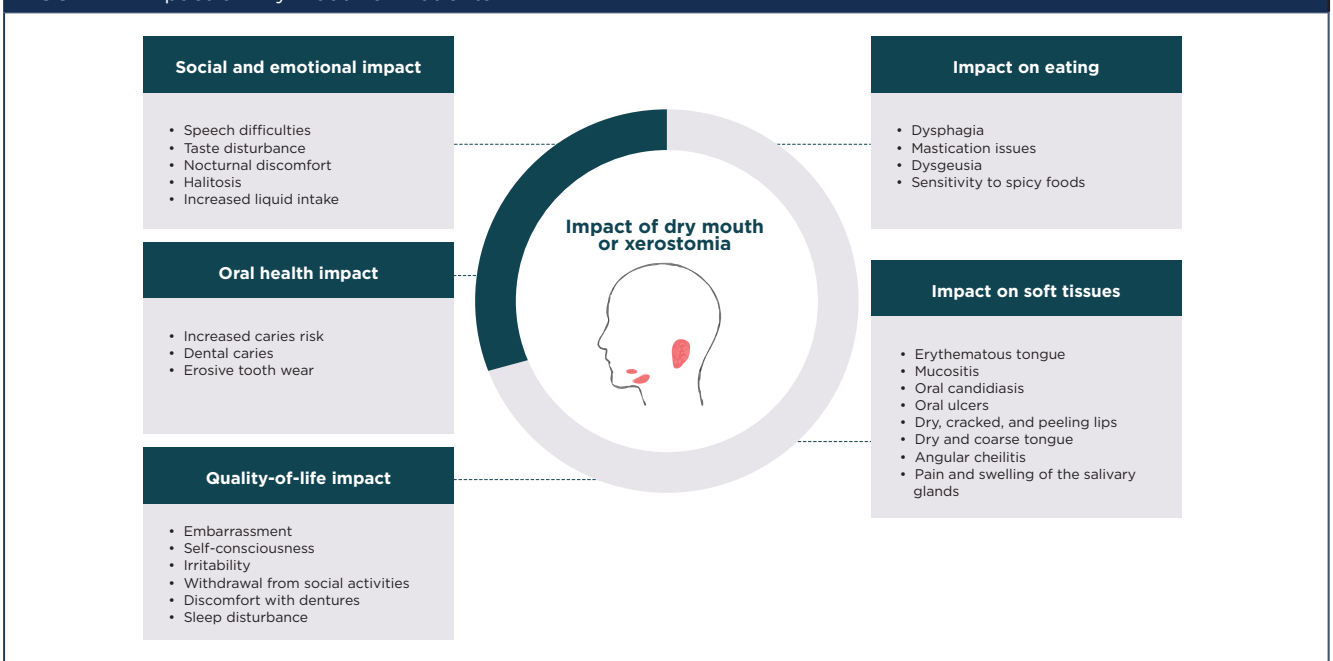 Social and emotional impact
• Speech difficulties
• Taste disturbance
• Nocturnal discomfort
• Halitosis
• Increased liquid intake
Oral health impact
• Increased caries risk
• Dental caries
• Erosive tooth wear
Quality-of-life impact
• Embarrassment
• Self-consciousness
• Irritability
• Withdrawal from social activities
• Discomfort with dentures
• Sleep disturbance
Impact of dry mouth
or xerostomia
Impact on eating
• Dysphagia
• Mastication issues
• Dysgeusia
• Sensitivity to spicy foods
Impact on soft tissues
• Erythematous tongue
• Mucositis
• Oral candidiasis
• Oral ulcers
• Dry, cracked, and peeling lips
• Dry and coarse tongue
• Angular cheilitis
• Pain and swelling of the salivary
glands